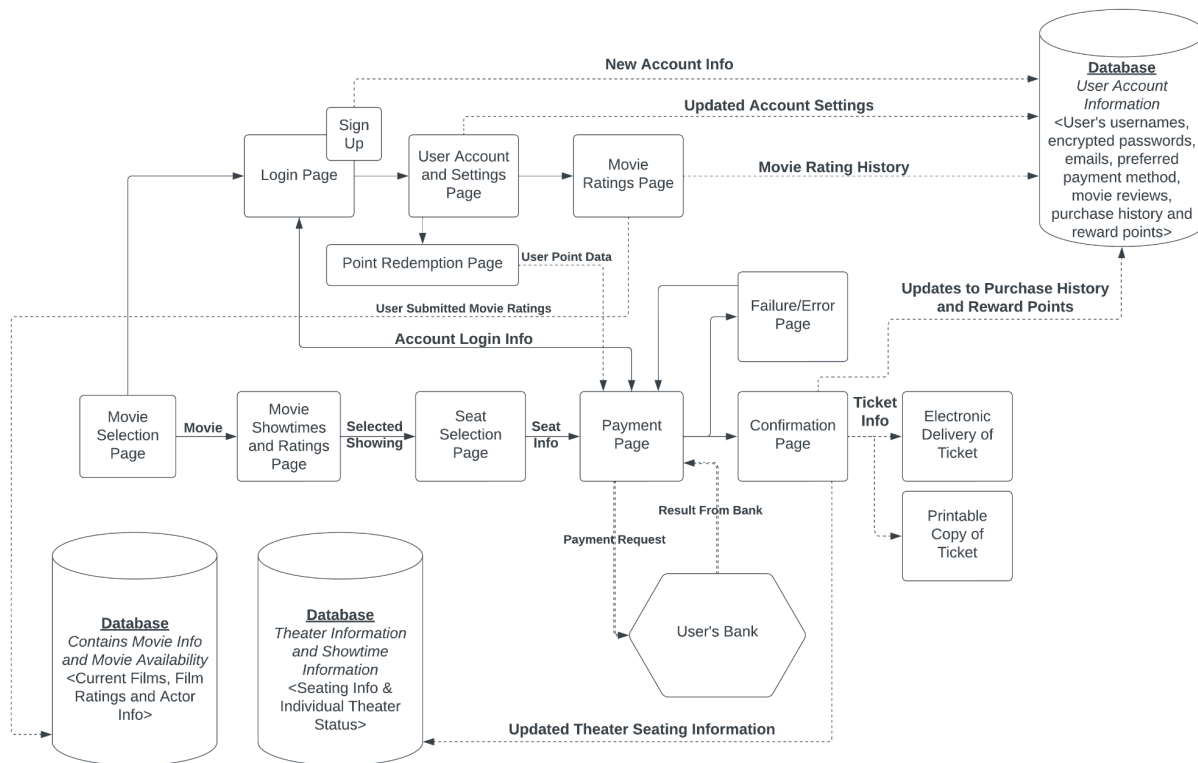 New Account Info
Database
User Account
Information
<User's usernames,
encrypted passwords,
emails, preferred
payment method,
movie reviews,
purchase history and
reward points>
Updated Account Settings
Sign
Up
Login Page
User Account
and Settings
Page
Movie
Ratings Page
Movie Rating History
Point Redemption Page
User Point Data
User Submitted Movie Ratings
Account Login Info
Failure/Error
Page
Updates to Purchase History
and Reward Points
Movie
Selection
Page
Movie
Movie
Showtimes
and Ratings
Page
Selected
Showing
Seat
Selection
Page
Seat
Info
Payment
Page
Confirmation
Page
Ticket
Info
Electronic
Delivery of
Ticket
Printable
Copy of
Ticket
Result From Bank
Payment Request
User's Bank
Database
Contains Movie Info
and Movie Availability
<Current Films, Film
Ratings and Actor
Info>
Database
Theater Information
and Showtime
Information
<Seating Info &
Individual Theater
Status>
Updated Theater Seating Information